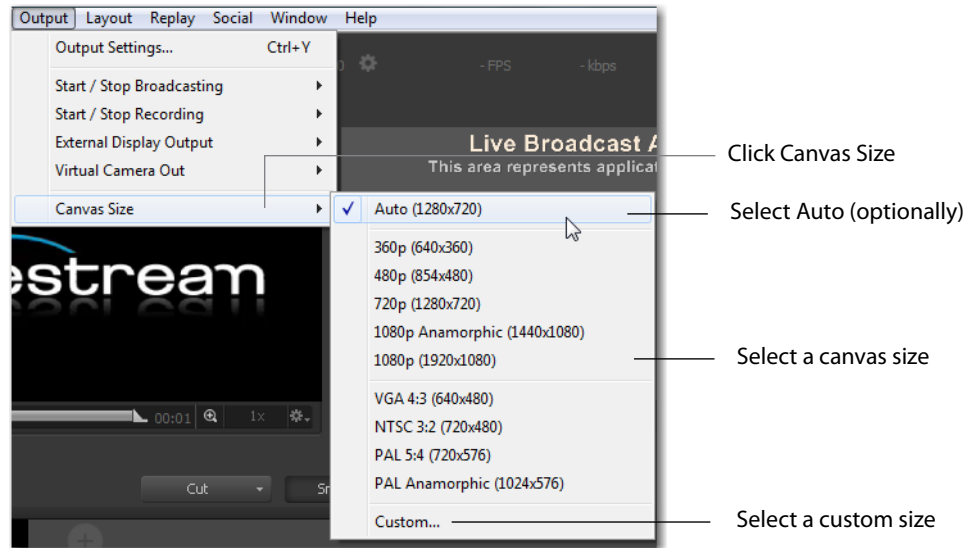 Output Layout Replay Social Window Help
Output Settings... Ctrl+Y
Start / Stop Broadcasting
Start / Stop Recording
External Display Output
Virtual Camera Out
Canvas Size
- FPS - kbps
Live Broadcast
This area represents
Auto (1280x720)
360p (640x360)
480p (854x480)
720p (1280x720)
1080p Anamorphic (1440x1080)
1080p (1920x1080)
VGA 4:3 (640x480)
NTSC 3:2 (720x480)
PAL 5:4 (720x576)
PAL Anamorphic (1024x576)
Custom...
estream
00:01 1x
Cut
Click Canvas Size
Select Auto (optionally)
Select a canvas size
Select a custom size